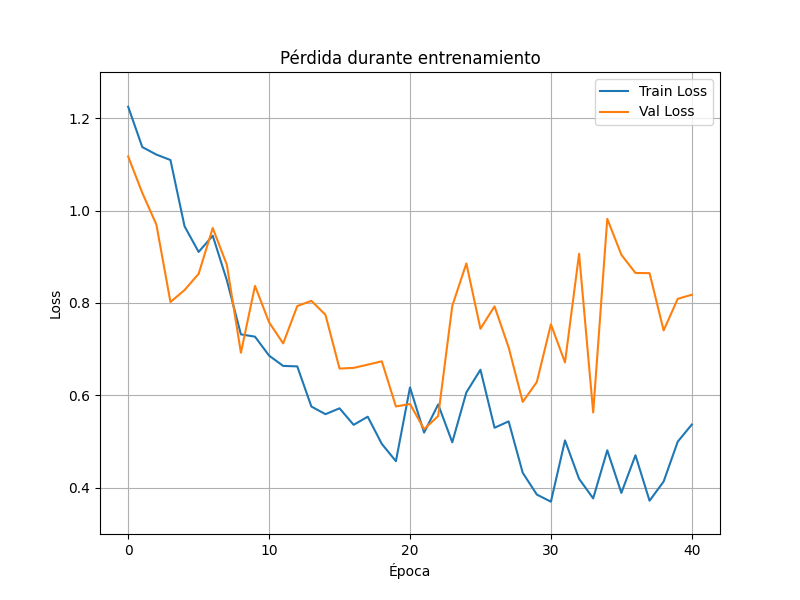 Pérdida durante entrenamiento
Train Loss
Val Loss
1.2
1.0
0.8
0.6
0.4
Loss
0 10 20 30 40
Época